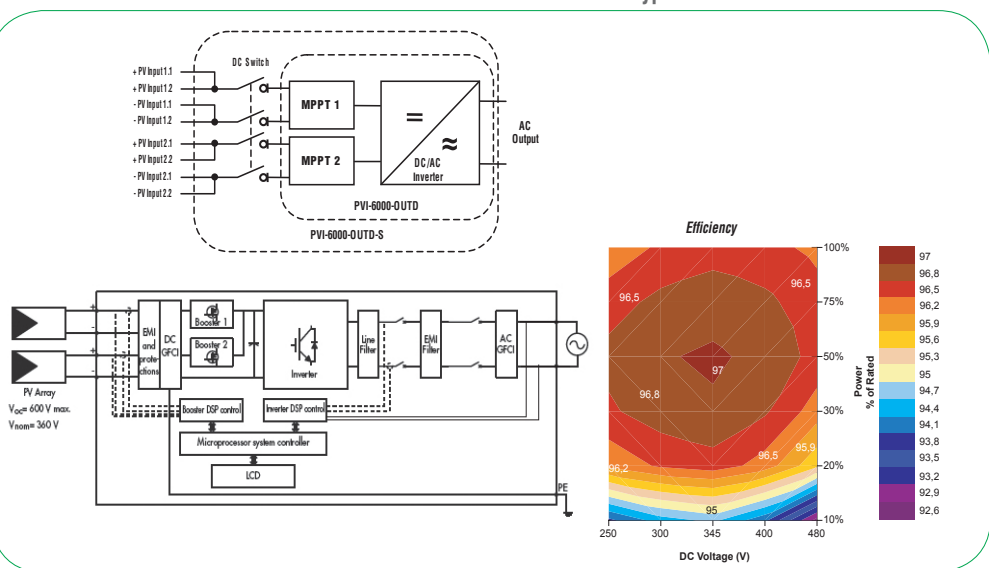 DC Switch
+ PV Input 1.1
+ PV Input 1.2
- PV Input 1.1
- PV Input 1.2
+ PV Input 2.1
+ PV Input 2.2
- PV Input 2.1
- PV Input 2.2
MPPT 1
MPPT 2
=
≈
DC/AC
Inverter
AC
Output
PVI-6000-OUTD
PVI-6000-OUTD-S
+
-
+
-
PV Array
Voc= 600 V max.
Vnom= 360 V
EMI
and
prote-
ctions
DC
GFCI
Booster 1
Booster 2
Inverter
Line
Filter
EMI
Filter
AC
GFCI
Booster DSP control
Inverter DSP control
Microprocessor system controller
LCD
PE
Efficiency
96,5
96,5
97
96,8
96,5
95,9
96,2
95
100%
75%
50%
30%
20%
10%
Power
% of Rated
250
300
345
400
480
DC Voltage (V)
97
96,8
96,5
96,2
95,9
95,6
95,3
95
94,7
94,4
94,1
93,8
93,5
93,2
92,9
92,6